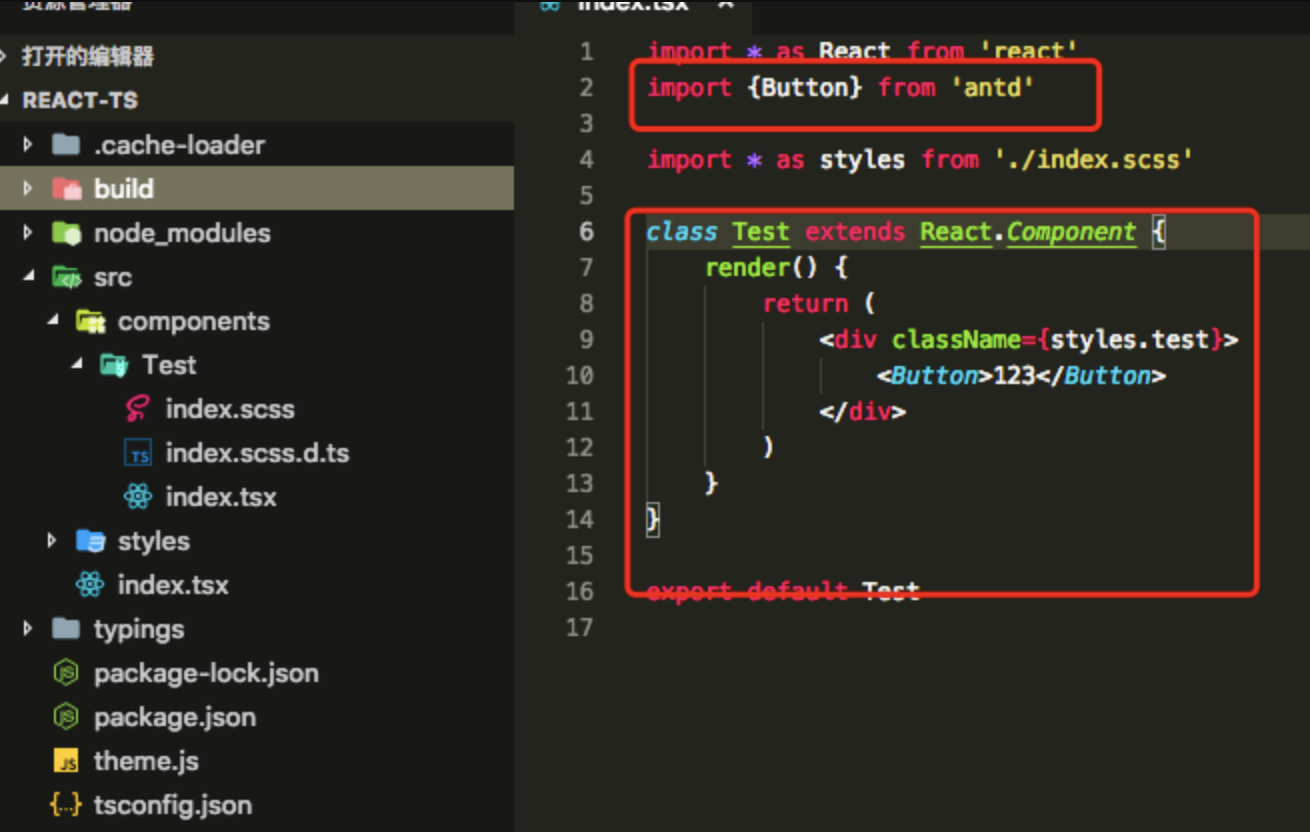 资源管理器
打开的编辑器
REACT-TS
.cache-loader
build
node_modules
src
components
Test
index.scss
TS index.scss.d.ts
index.tsx
styles
index.tsx
typings
package-lock.json
package.json
JS theme.js
{..} tsconfig.json
index.tsx
1 import * as React from 'react'
2 import {Button} from 'antd'
3
4 import * as styles from './index.scss'
5
6 class Test extends React.Component {
7 render() {
8 return (
9 <div className={styles.test}>
10 <Button>123</Button>
11 </div>
12 )
13 }
14 }
15
16 export default Test
17